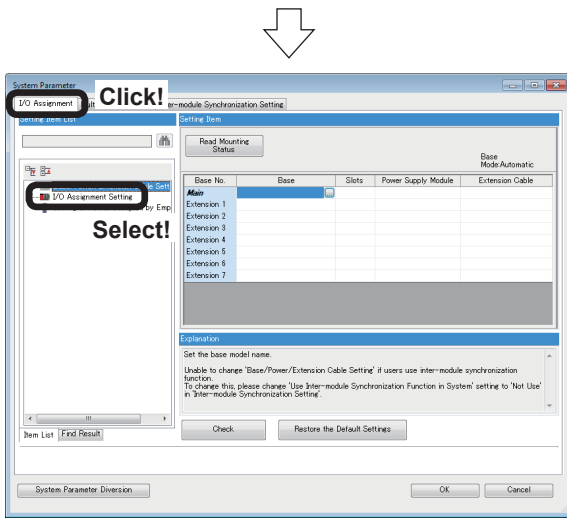 System Parameter
I/O Assignment
Click!
er-module Synchronization Setting
Setting Item List
Setting Item
Read Mounting
Status
Base
Mode:Automatic
Base No. Base Slots Power Supply Module Extension Cable
Main
Extension 1
Extension 2
Extension 3
Extension 4
Extension 5
Extension 6
Extension 7
I/O Assignment Setting
by Emp
Select!
Explanation
Set the base model name.
Unable to change 'Base/Power/Extension Cable Setting' if users use inter-module synchronization
function.
To change this, please change 'Use Inter-module Synchronization Function in System' setting to 'Not Use'
in 'Inter-module Synchronization Setting'.
Item List Find Result
Check Restore the Default Settings
System Parameter Diversion OK Cancel